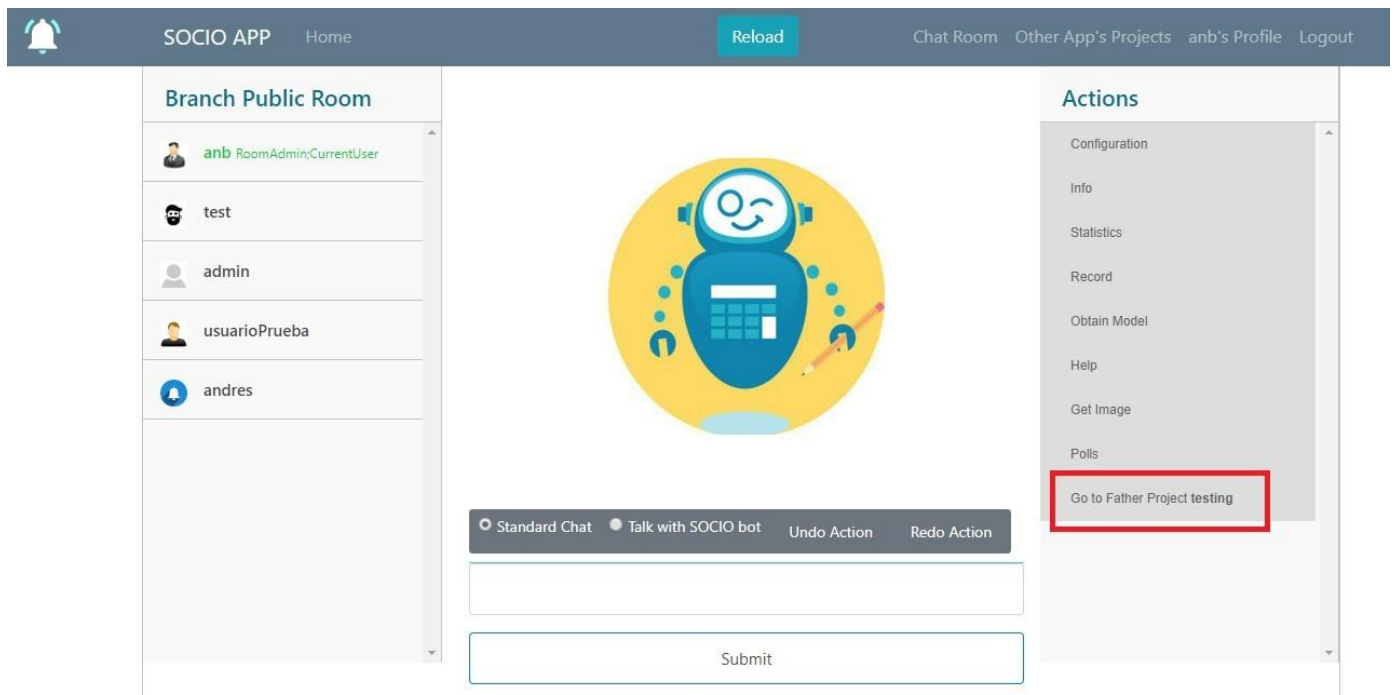 SOCIO APP Home Reload Chat Room Other App's Projects anb's Profile Logout
Branch Public Room
anb RoomAdmin;CurrentUser
test
admin
usuarioPrueba
andres
Standard Chat Talk with SOCIO bot Undo Action Redo Action
Submit
Actions
Configuration
Info
Statistics
Record
Obtain Model
Help
Get Image
Polls
Go to Father Project testing